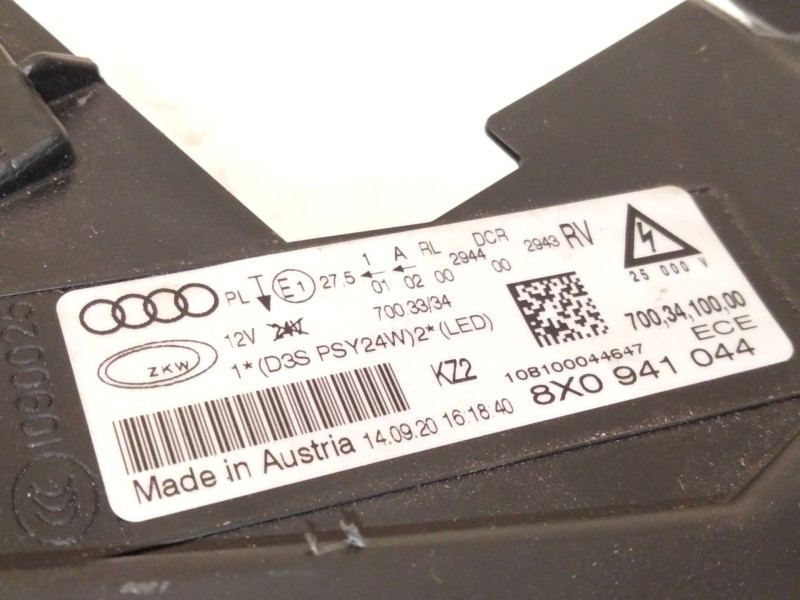 PL E1 27.5 1 A RL DCR RV
01 02 00 2944 00 2943
700.33/34
12V 24V
1*(D3S PSY24W)2*(LED)
ZKW
KZ2
25 000 V
700,34,100,00
ECE
108100044647
8X0 941 044
14.09.20 16:18.40
Made in Austria